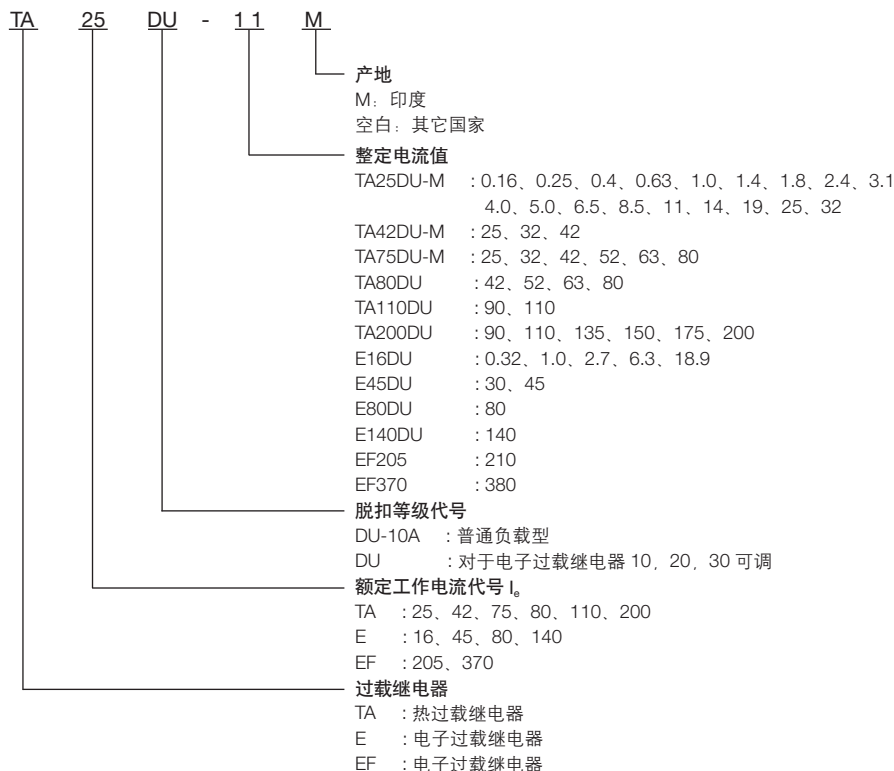 TA 25 DU - 11 M
产地
M：印度
空白：其它国家
整定电流值
TA25DU-M ：0.16、0.25、0.4、0.63、1.0、1.4、1.8、2.4、3.1
4.0、5.0、6.5、8.5、11、14、19、25、32
TA42DU-M ：25、32、42
TA75DU-M ：25、32、42、52、63、80
TA80DU ：42、52、63、80
TA110DU ：90、110
TA200DU ：90、110、135、150、175、200
E16DU ：0.32、1.0、2.7、6.3、18.9
E45DU ：30、45
E80DU ：80
E140DU ：140
EF205 ：210
EF370 ：380
脱扣等级代号
DU-10A ：普通负载型
DU ：对于电子过载继电器 10，20，30 可调
额定工作电流代号 Ie
TA ：25、42、75、80、110、200
E ：16、45、80、140
EF ：205、370
过载继电器
TA ：热过载继电器
E ：电子过载继电器
EF ：电子过载继电器